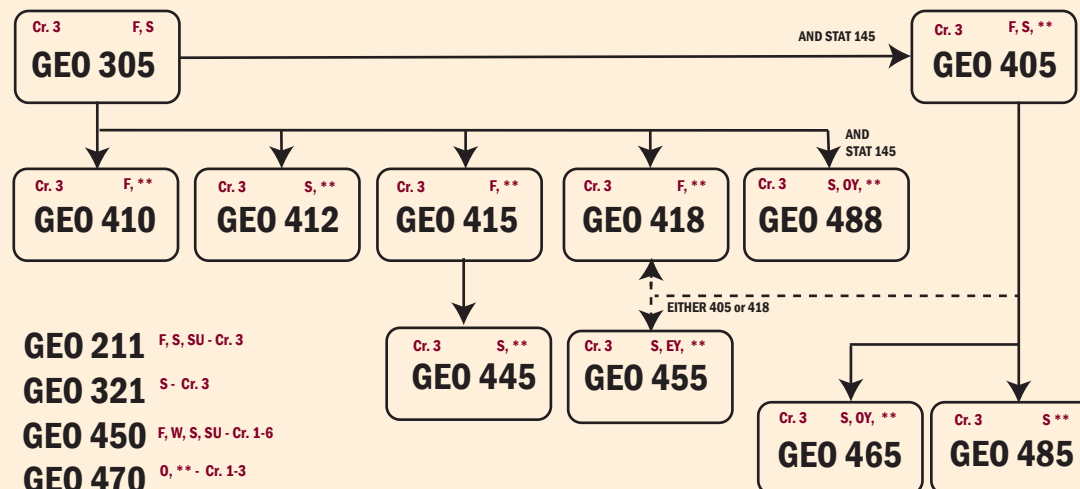 Cr. 3 F, S
GEO 305
AND STAT 145
Cr. 3 F, S, **
GEO 405
AND
STAT 145
Cr. 3 F, **
GEO 410
Cr. 3 S, **
GEO 412
Cr. 3 F, **
GEO 415
Cr. 3 F, **
GEO 418
Cr. 3 S, OY, **
GEO 488
EITHER 405 or 418
GEO 211 F, S, SU - Cr. 3
GEO 321 S - Cr. 3
GEO 450 F, W, S, SU - Cr. 1-6
GEO 470 O, ** - Cr. 1-3
Cr. 3 S, **
GEO 445
Cr. 3 S, EY, **
GEO 455
Cr. 3 S, OY, **
GEO 465
Cr. 3 S **
GEO 485